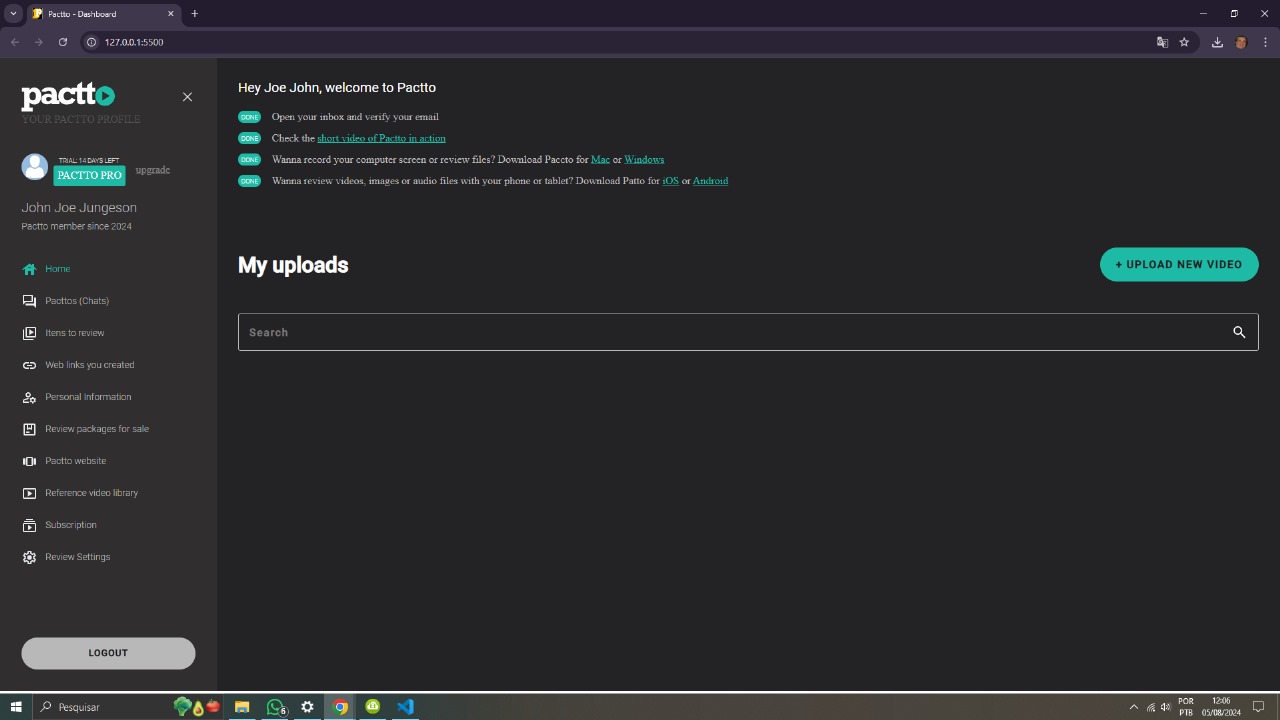 Pactto - Dashboard
127.0.0.1:5500
pactto
YOUR PACTTO PROFILE
TRIAL: 14 DAYS LEFT
PACTTO PRO
upgrade
John Joe Jungeson
Pactto member since 2024
Home
Pacttos (Chats)
Itens to review
Web links you created
Personal Information
Review packages for sale
Pactto website
Reference video library
Subscription
Review Settings
LOGOUT
Hey Joe John, welcome to Pactto
DONE Open your inbox and verify your email
DONE Check the short video of Pactto in action
DONE Wanna record your computer screen or review files? Download Paccto for Mac or Windows
DONE Wanna review videos, images or audio files with your phone or tablet? Download Patto for iOS or Android
My uploads
+ UPLOAD NEW VIDEO
Search
Pesquisar
6
POR
PTB
12:06
05/08/2024